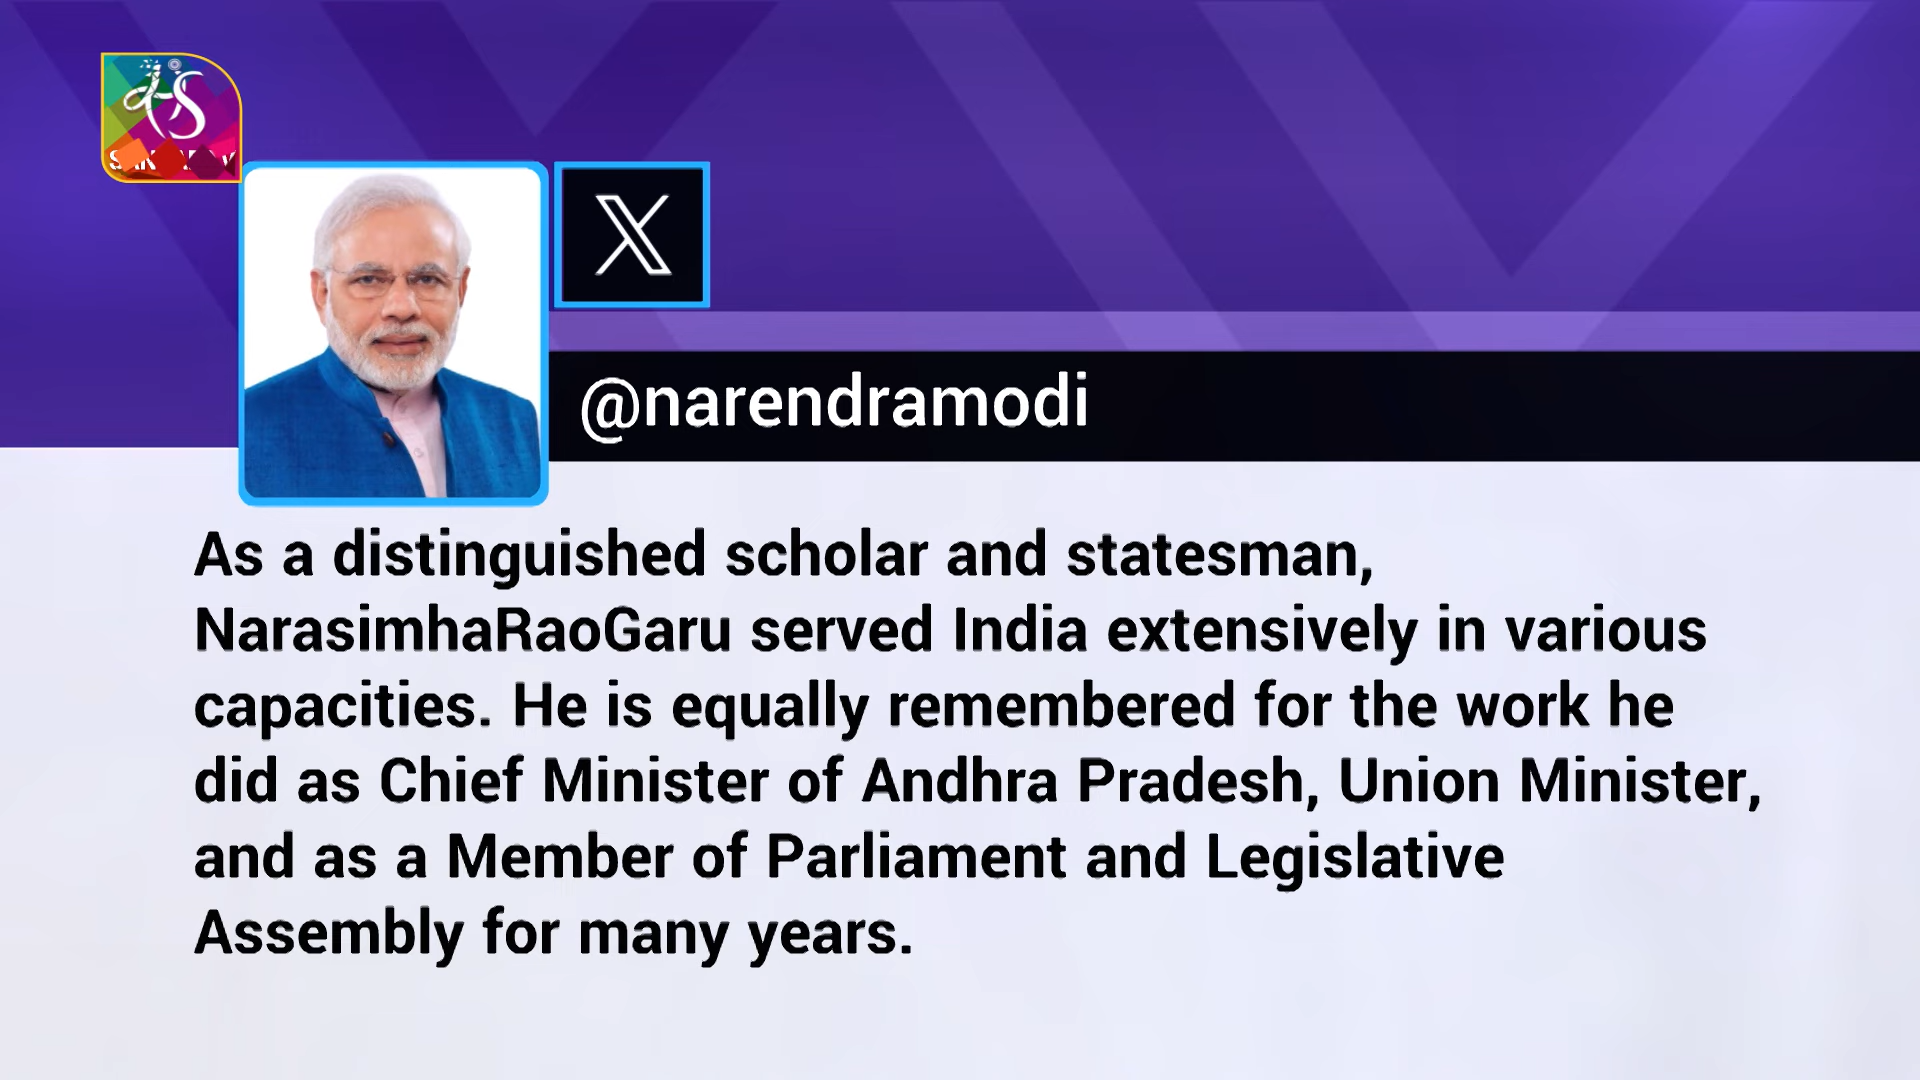 @narendramodi
As a distinguished scholar and statesman,
NarasimhaRaoGaru served India extensively in various
capacities. He is equally remembered for the work he
did as Chief Minister of Andhra Pradesh, Union Minister,
and as a Member of Parliament and Legislative
Assembly for many years.